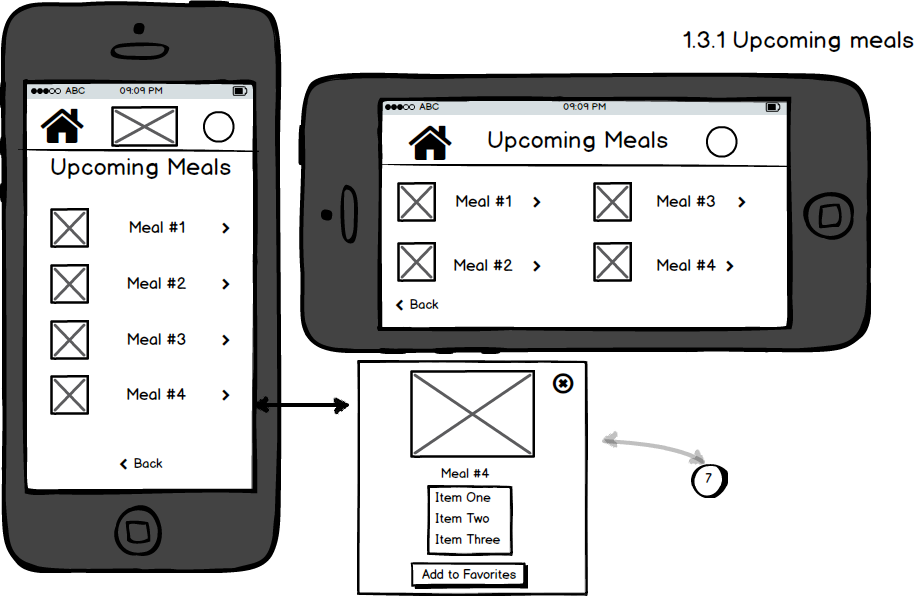 1.3.1 Upcoming meals
ABC 09:09 PM
Upcoming Meals
Meal #1
Meal #2
Meal #3
Meal #4
Back
ABC 09:09 PM
Upcoming Meals
Meal #1 Meal #3
Meal #2 Meal #4
Back
Meal #4
Item One
Item Two
Item Three
Add to Favorites
7